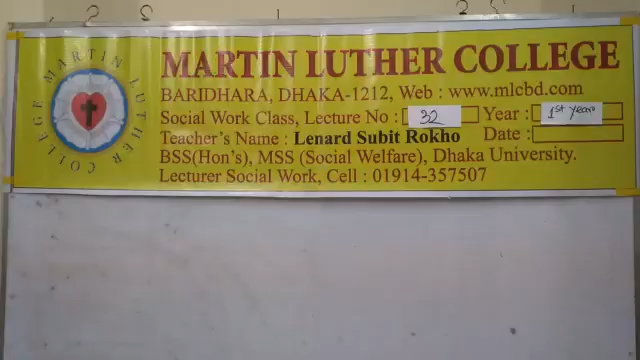 MARTIN LUTHER COLLEGE
MARTIN LUTHER COLLEGE
BARIDHARA, DHAKA-1212, Web : www.mlcbd.com
Social Work Class, Lecture No : 32 Year : 1st Year
Teacher's Name : Lenard Subit Rokho Date :
BSS(Hon's), MSS (Social Welfare), Dhaka University.
Lecturer Social Work, Cell : 01914-357507